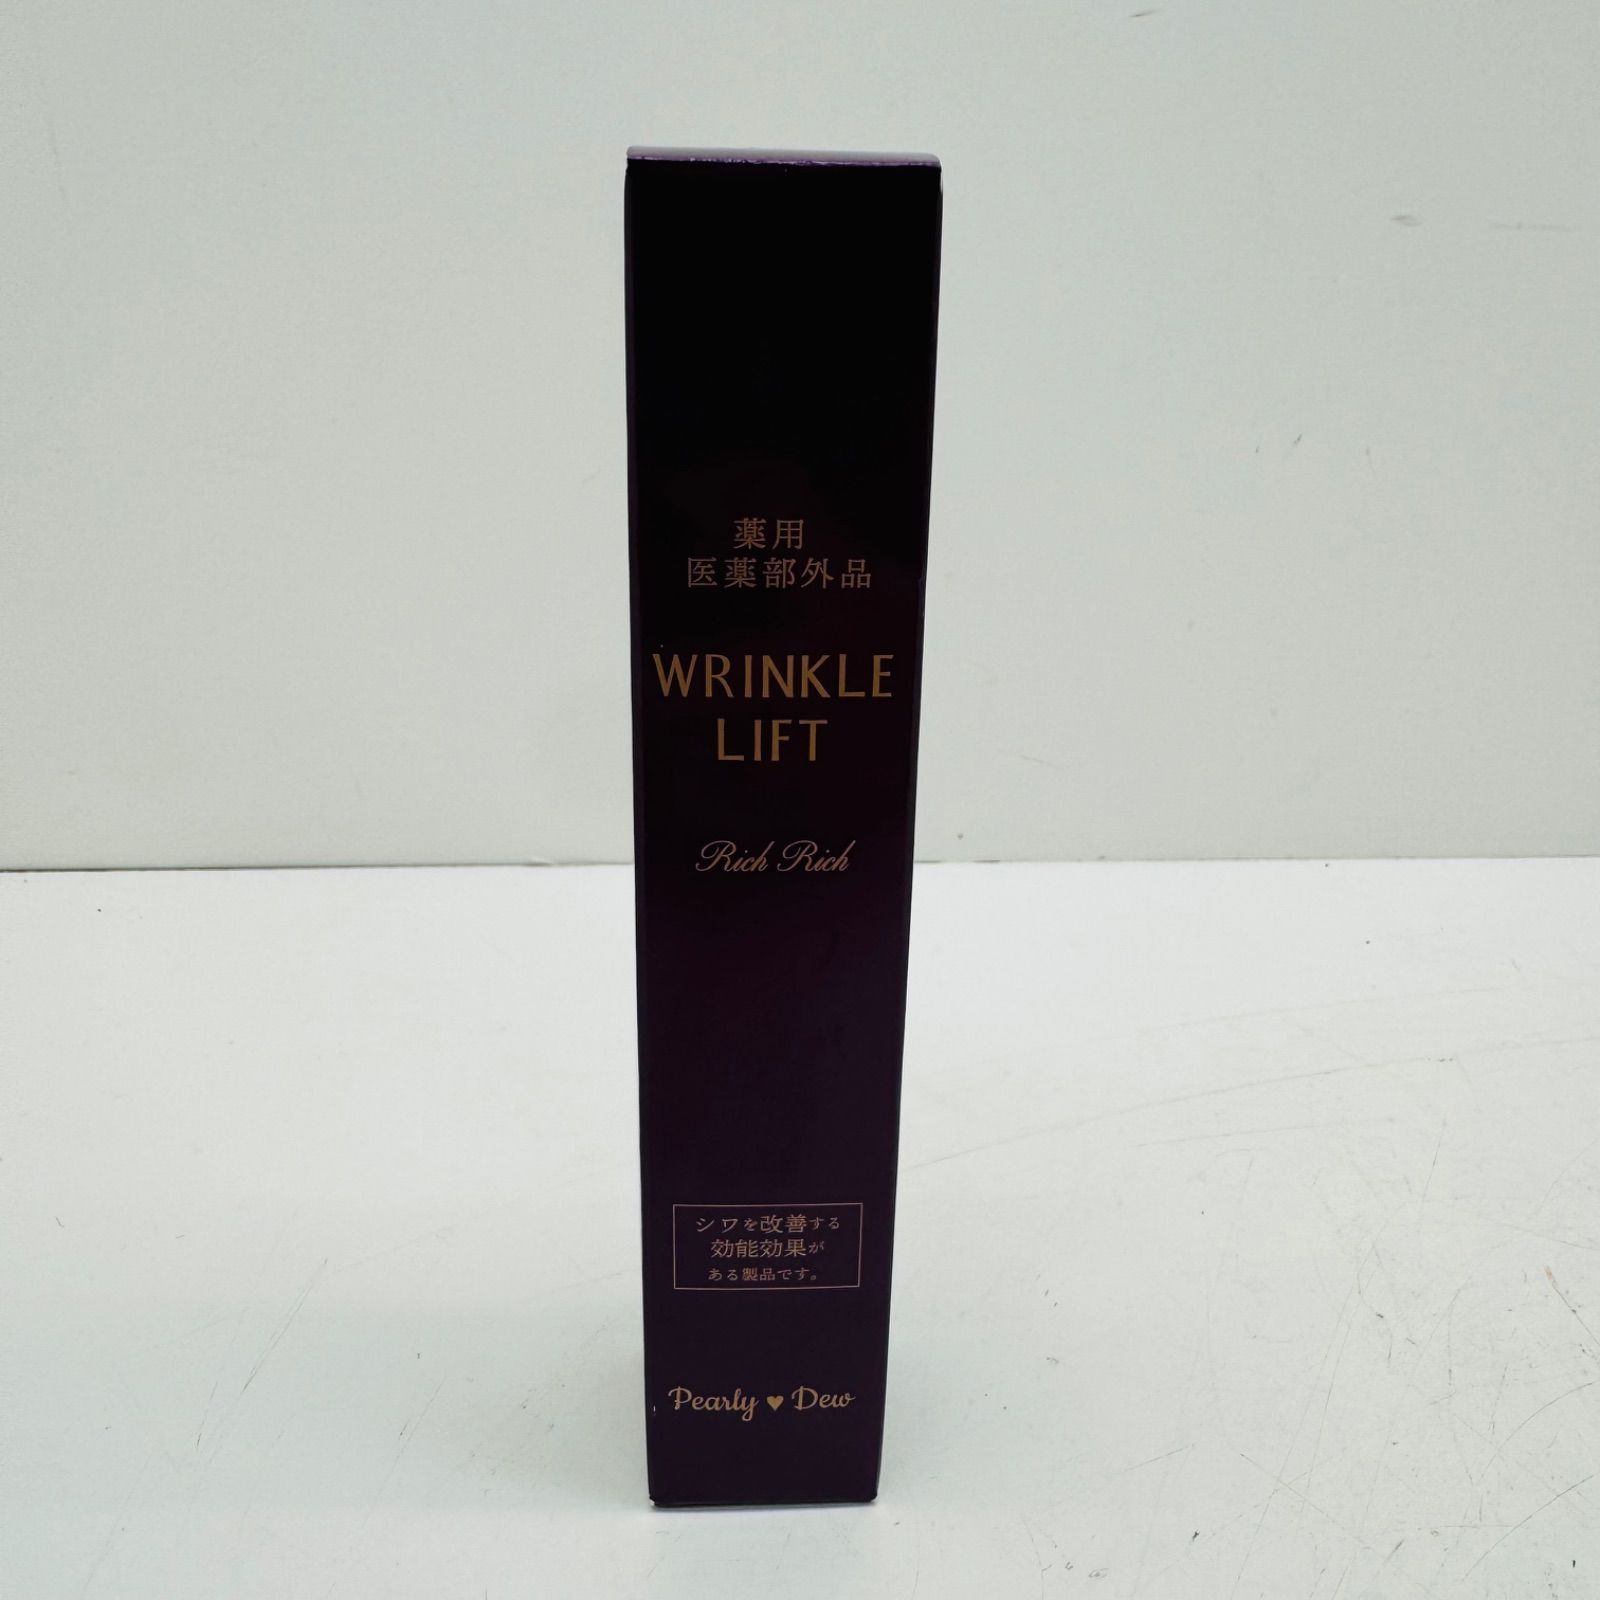 薬用
医薬部外品
WRINKLE
LIFT
Rich Rich
シワを改善する
効能効果が
ある製品です。
Pearly ♥ Dew